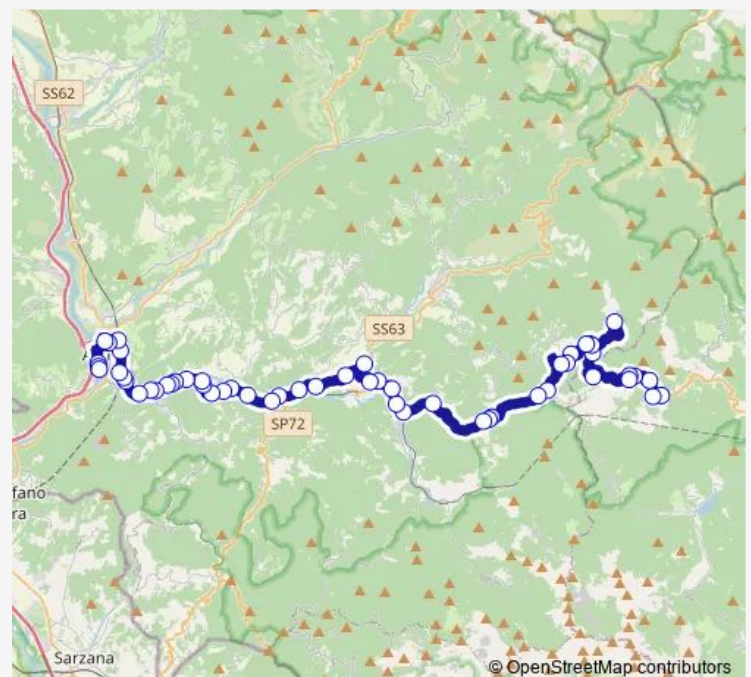 SS62
SS63
SP72
fano
ra
Sarzana
© OpenStreetMap contributors